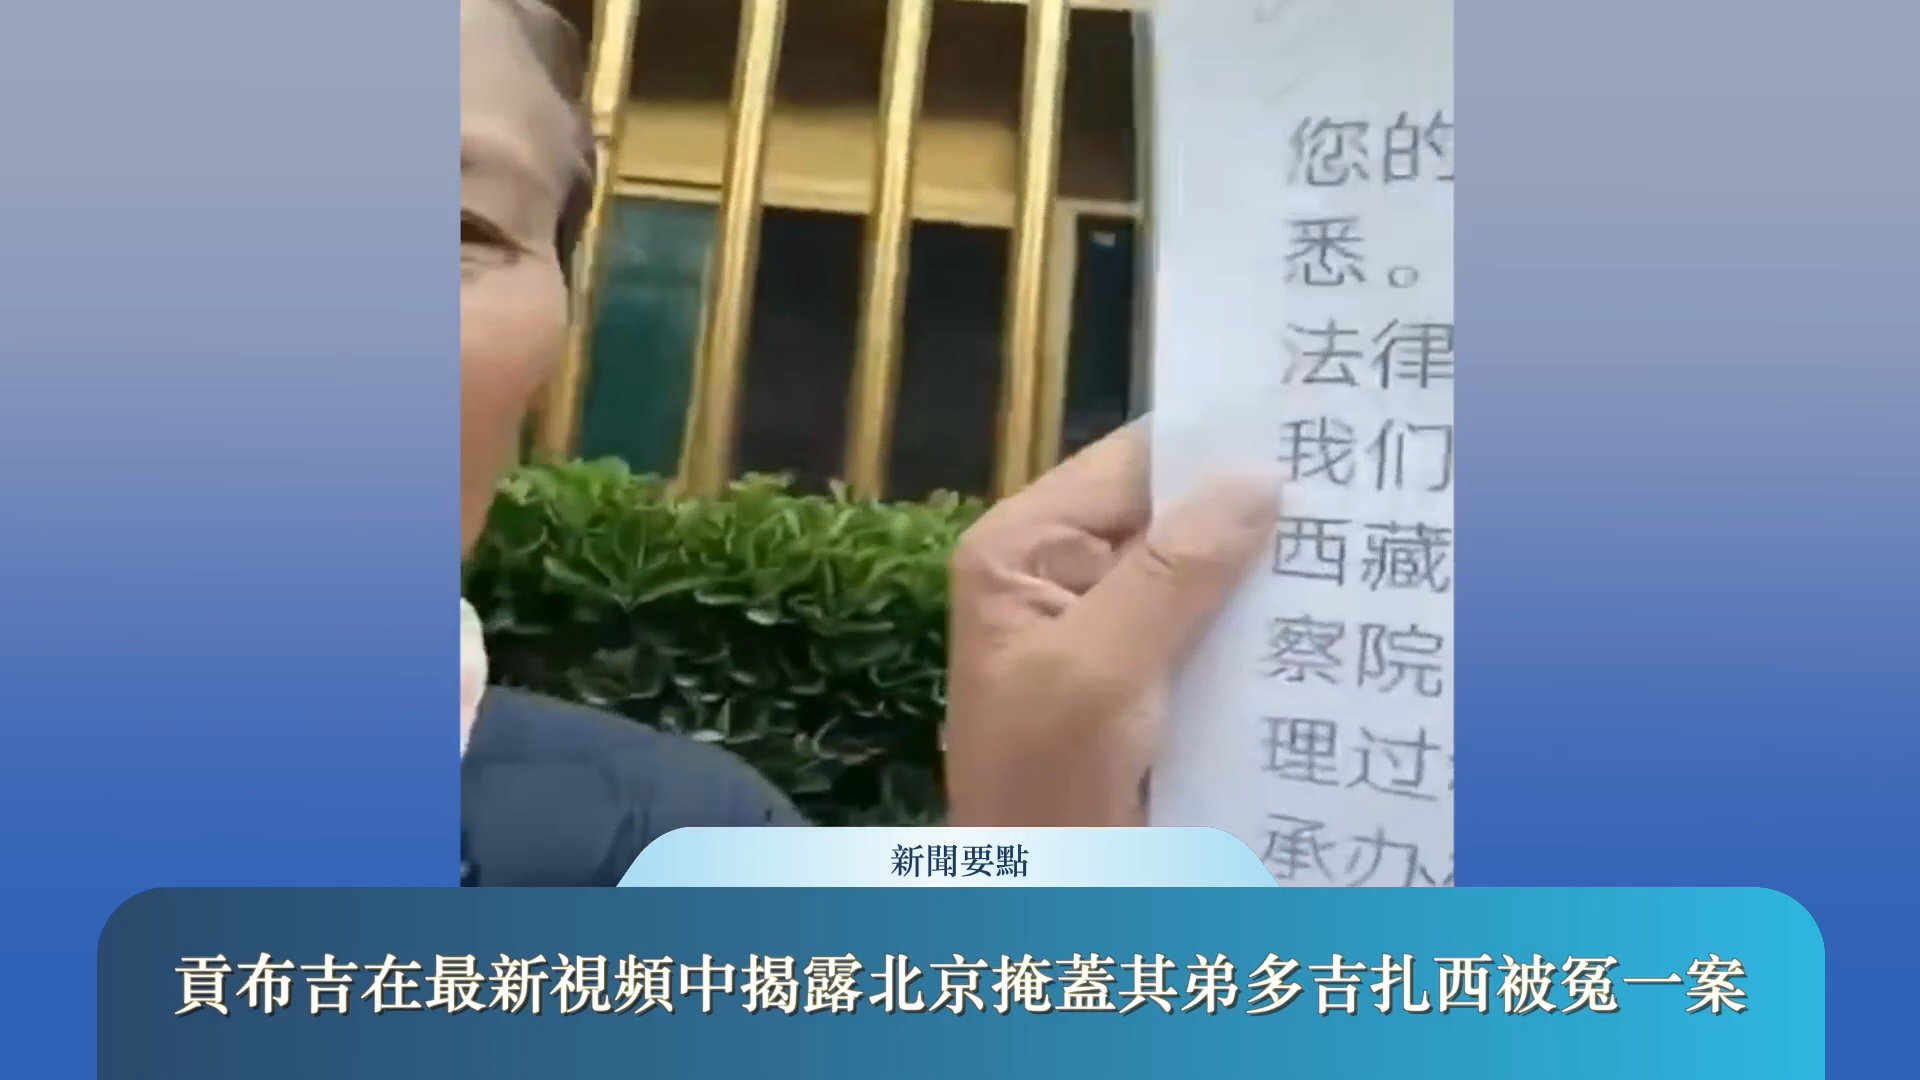 您的
悉。
法律
我们
西藏
察院
理过
承办
新聞要點
貢布吉在最新視頻中揭露北京掩蓋其弟多吉扎西被冤一案